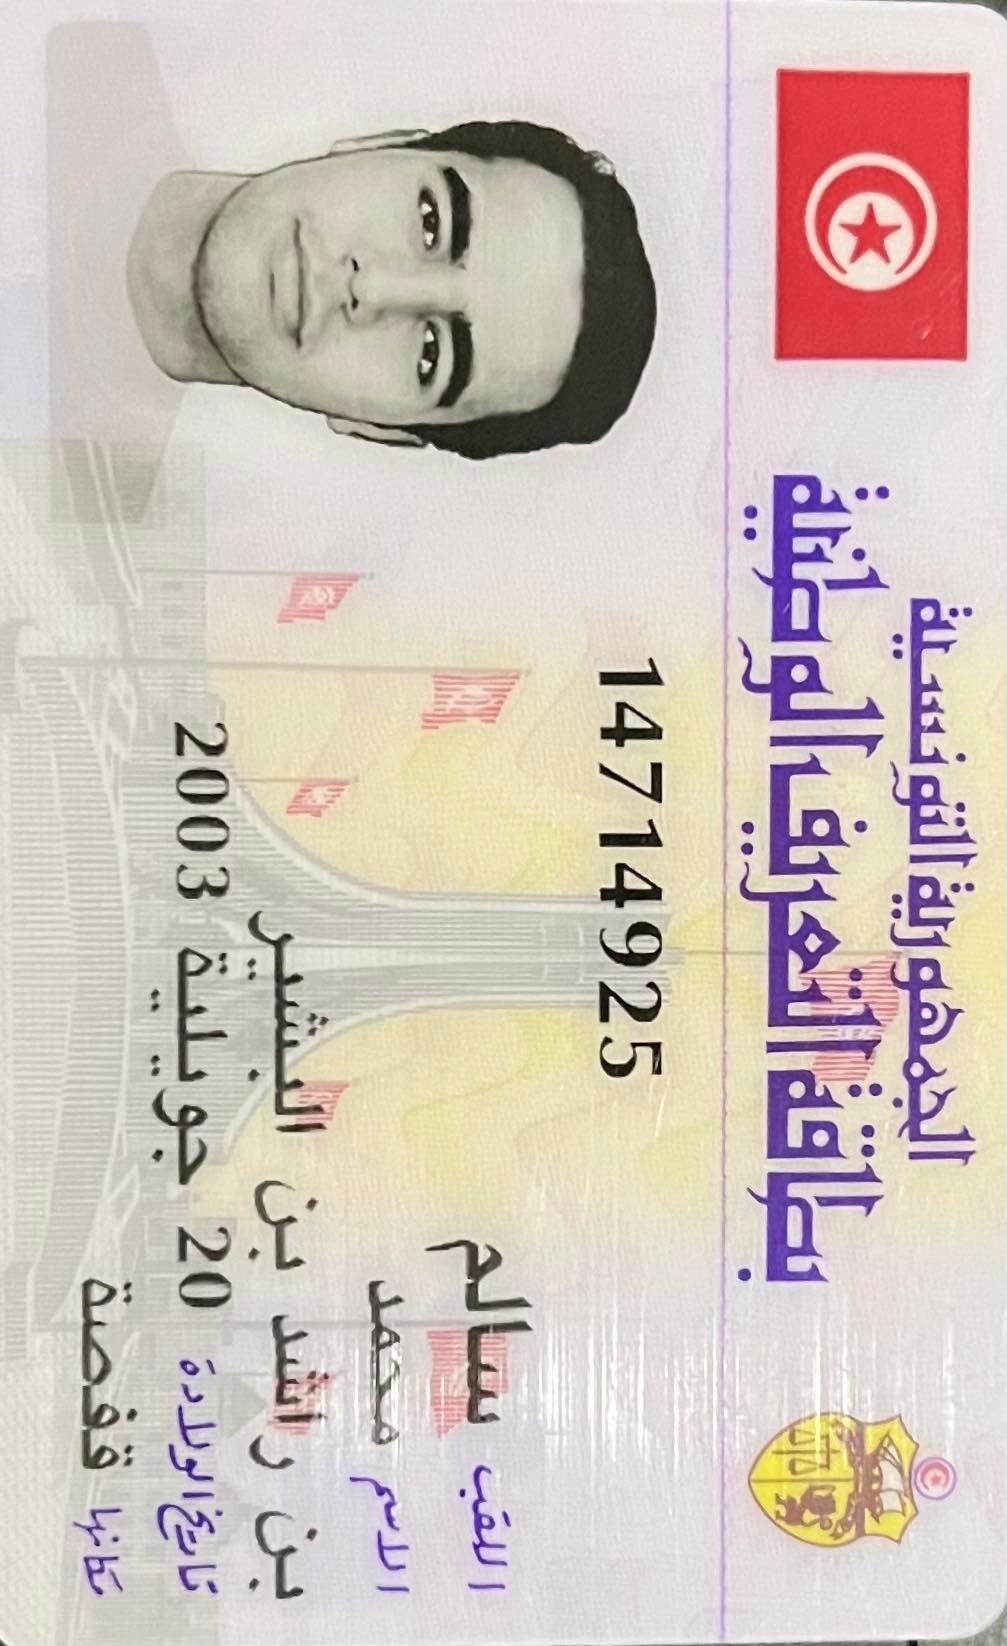 الجمهورية التونسية
بطاقة التعريف الوطنية
14714925
اللقب سالم
الاسم محمد
بن راشد بن البشير
تاريخ الولادة 20 جويلية 2003
مكانها قفصة